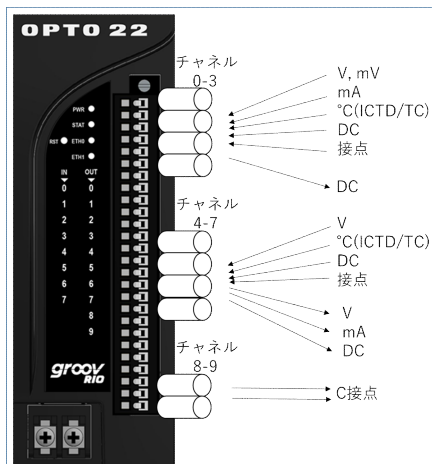 OPTO 22
PWR
STAT
RST ETH0
ETH1
IN OUT
0 0
1 1
2 2
3 3
4 4
5 5
6 6
7 7
8
9
groov
RIO
チャネル
0-3
V, mV
mA
℃(ICTD/TC)
DC
接点
DC
チャネル
4-7
V
℃(ICTD/TC)
DC
接点
V
mA
DC
チャネル
8-9
C接点